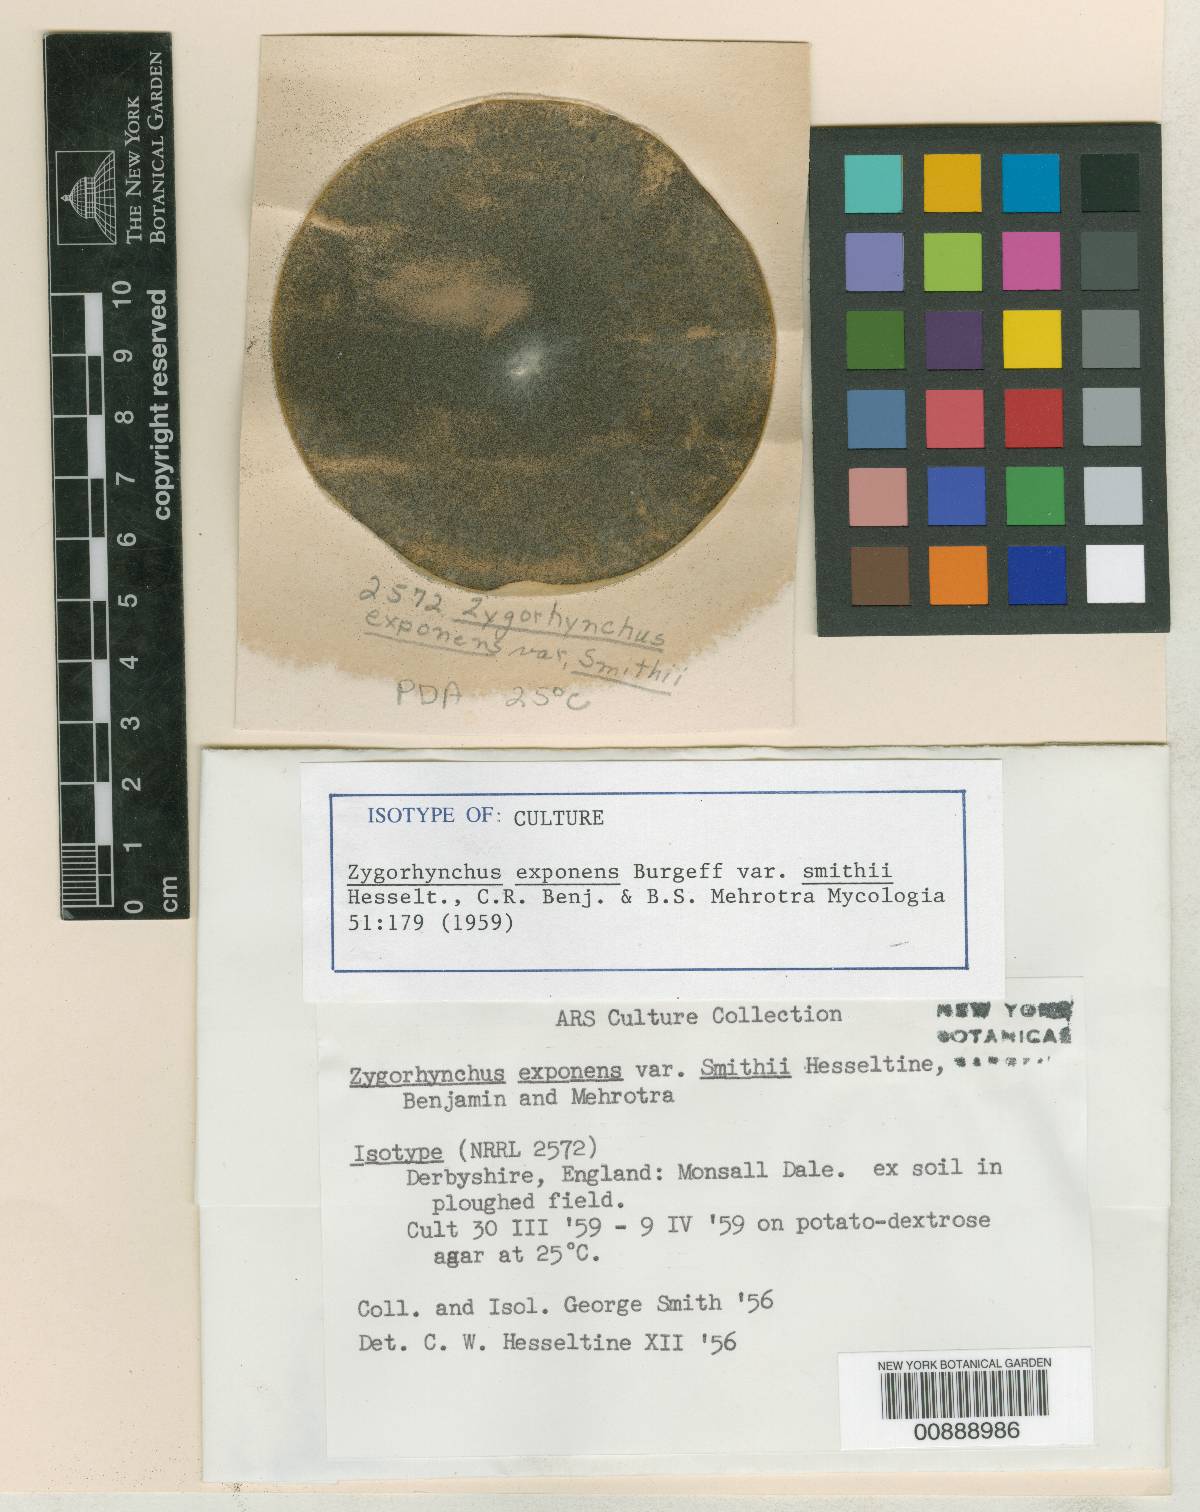 THE NEW YORK
BOTANICAL GARDEN
10
9
8
7
6
5
4
3
2
1
0
cm
copyright reserved
2572 Zygorhynchus
exponens var. Smithii
PDA 25°C
ISOTYPE OF: CULTURE
Zygorhynchus exponens Burgeff var. smithii
Hesselt., C.R. Benj. & B.S. Mehrotra Mycologia
51:179 (1959)
ARS Culture Collection
NEW YORK
BOTANICAL
Zygorhynchus exponens var. Smithii Hesseltine,
Benjamin and Mehrotra
Isotype (NRRL 2572)
Derbyshire, England: Monsall Dale. ex soil in
ploughed field.
Cult 30 III '59 - 9 IV '59 on potato-dextrose
agar at 25°C.
Coll. and Isol. George Smith '56
Det. C. W. Hesseltine XII '56
NEW YORK BOTANICAL GARDEN
00888986